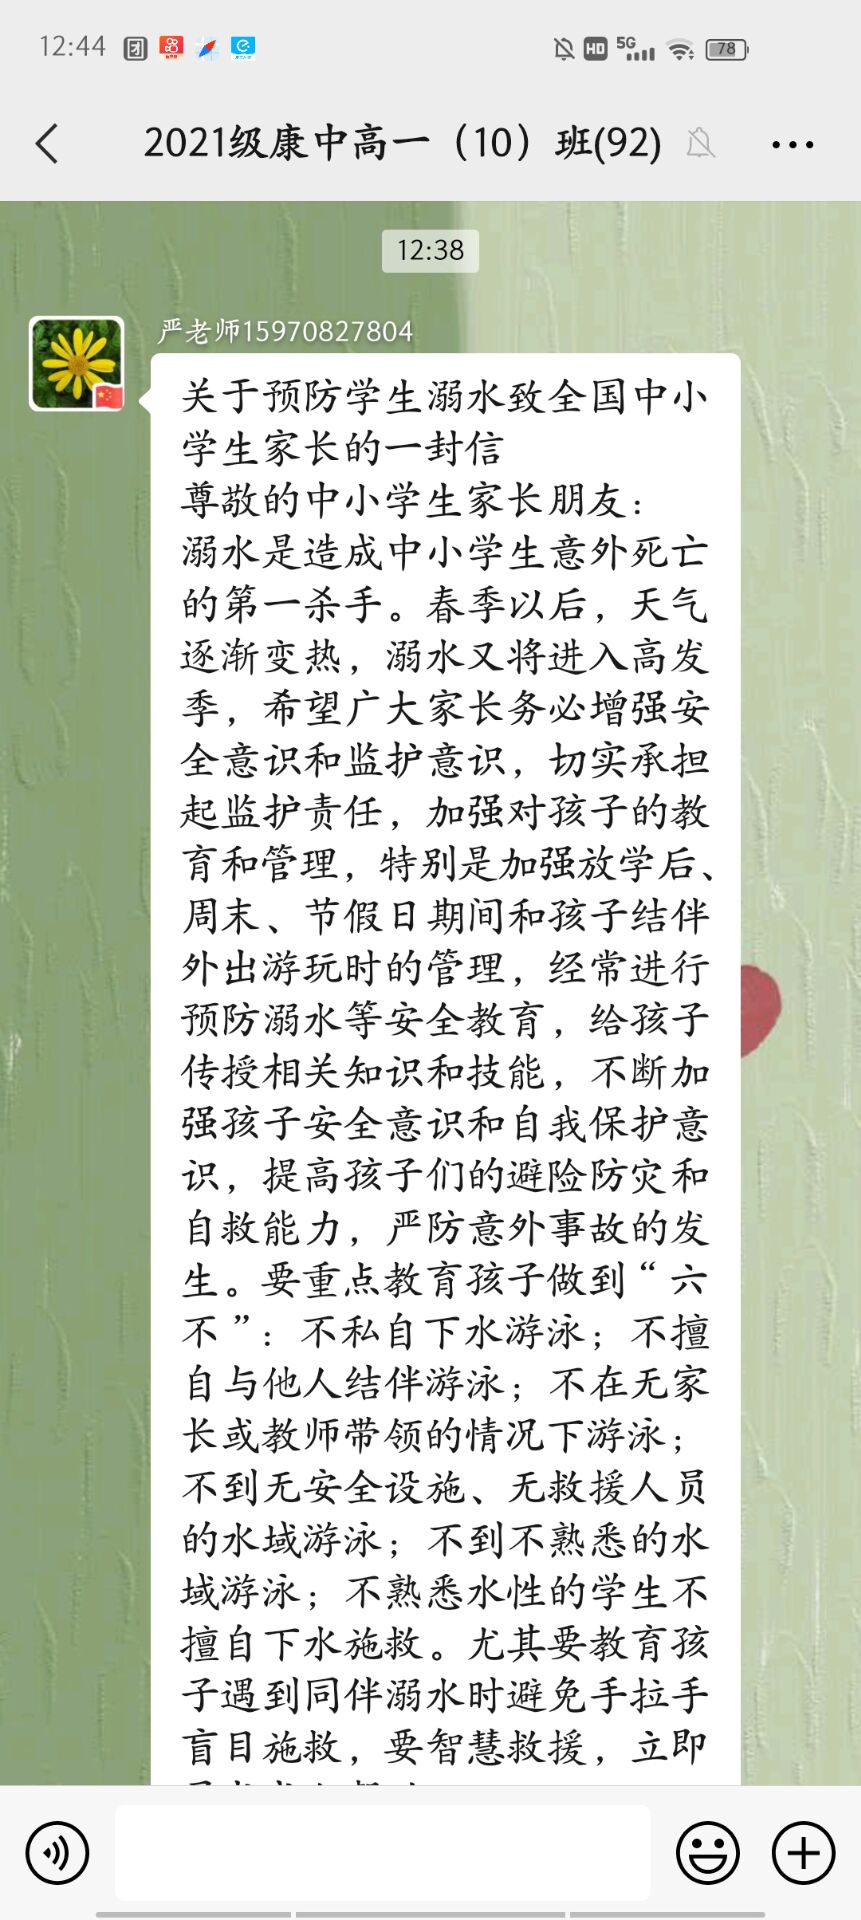 12:44
HD
5G
78
2021级康中高一（10）班(92)
12:38
严老师15970827804
关于预防学生溺水致全国中小
学生家长的一封信
尊敬的中小学生家长朋友：
溺水是造成中小学生意外死亡
的第一杀手。春季以后，天气
逐渐变热，溺水又将进入高发
季，希望广大家长务必增强安
全意识和监护意识，切实承担
起监护责任，加强对孩子的教
育和管理，特别是加强放学后、
周末、节假日期间和孩子结伴
外出游玩时的管理，经常进行
预防溺水等安全教育，给孩子
传授相关知识和技能，不断加
强孩子安全意识和自我保护意
识，提高孩子们的避险防灾和
自救能力，严防意外事故的发
生。要重点教育孩子做到“六
不”：不私自下水游泳；不擅
自与他人结伴游泳；不在无家
长或教师带领的情况下游泳；
不到无安全设施、无救援人员
的水域游泳；不到不熟悉的水
域游泳；不熟悉水性的学生不
擅自下水施救。尤其要教育孩
子遇到同伴溺水时避免手拉手
盲目施救，要智慧救援，立即